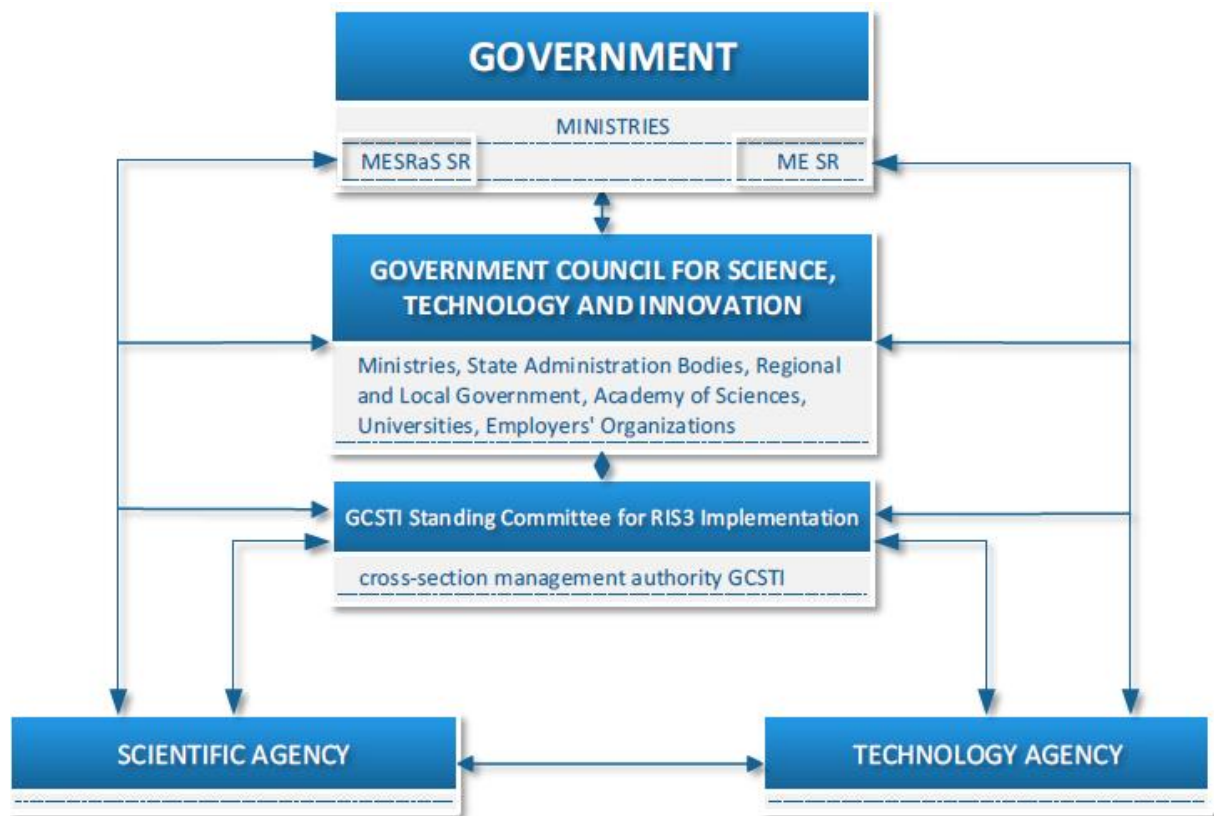 GOVERNMENT
MINISTRIES
MESRaS SR
ME SR
GOVERNMENT COUNCIL FOR SCIENCE,
TECHNOLOGY AND INNOVATION
Ministries, State Administration Bodies, Regional
and Local Government, Academy of Sciences,
Universities, Employers' Organizations
GCSTI Standing Committee for RIS3 Implementation
cross-section management authority GCSTI
SCIENTIFIC AGENCY
TECHNOLOGY AGENCY